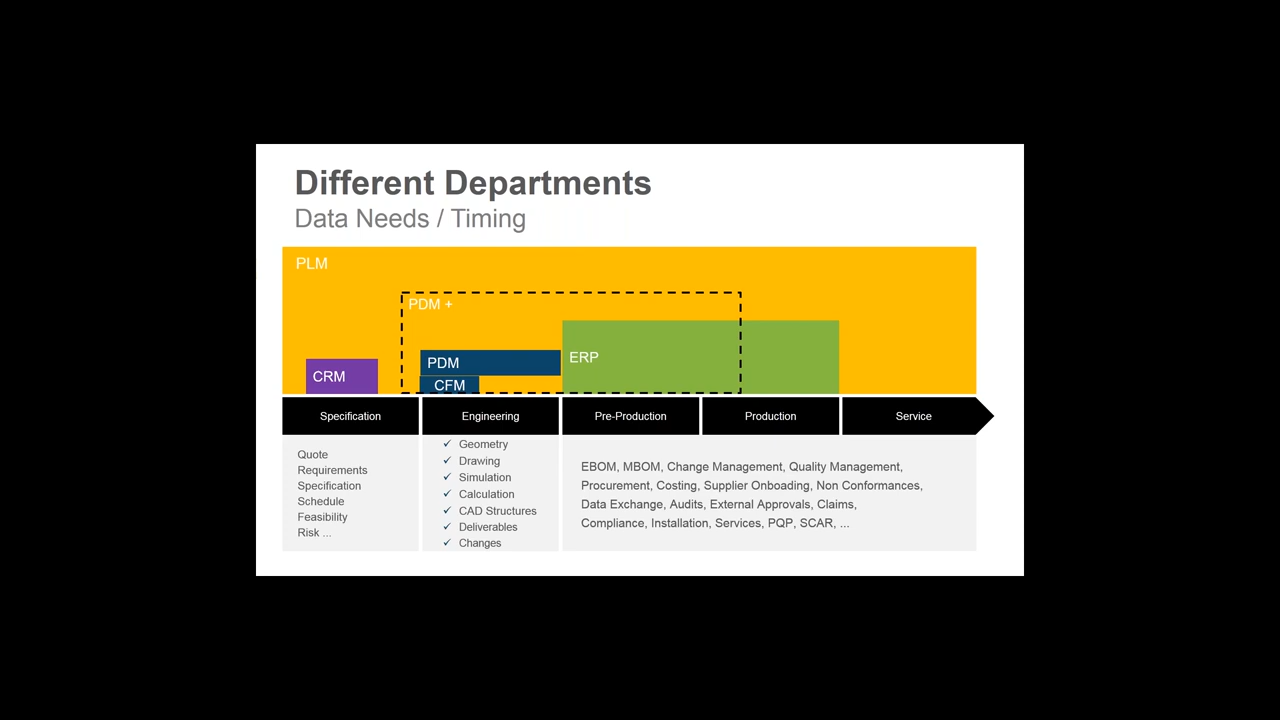 Different Departments
Data Needs / Timing
PLM
PDM +
ERP
PDM
CRM
CFM
Specification
Engineering
Pre-Production
Production
Service
Quote
Requirements
Specification
Schedule
Feasibility
Risk ...
✓ Geometry
✓ Drawing
✓ Simulation
✓ Calculation
✓ CAD Structures
✓ Deliverables
✓ Changes
EBOM, MBOM, Change Management, Quality Management,
Procurement, Costing, Supplier Onboading, Non Conformances,
Data Exchange, Audits, External Approvals, Claims,
Compliance, Installation, Services, PQP, SCAR, ...